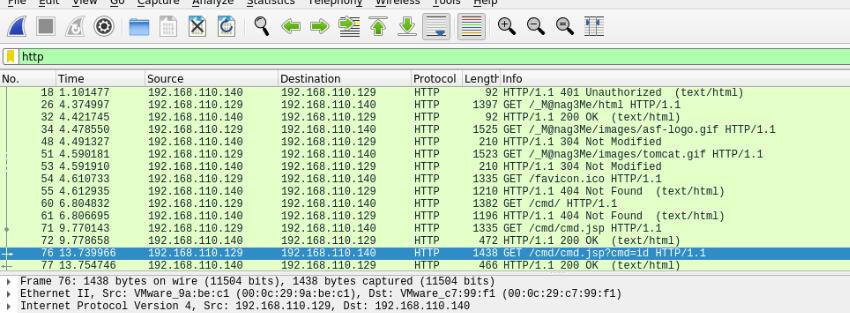 File Edit View Go Capture Analyze Statistics Telephony Wireless Tools Help
http
No. Time Source Destination Protocol Length Info
18 1.101477 192.168.110.140 192.168.110.129 HTTP 92 HTTP/1.1 401 Unauthorized (text/html)
26 4.374997 192.168.110.129 192.168.110.140 HTTP 1397 GET /_M@nag3Me/html HTTP/1.1
32 4.421745 192.168.110.140 192.168.110.129 HTTP 92 HTTP/1.1 200 OK (text/html)
34 4.478550 192.168.110.129 192.168.110.140 HTTP 1525 GET /_M@nag3Me/images/asf-logo.gif HTTP/1.1
48 4.491327 192.168.110.140 192.168.110.129 HTTP 210 HTTP/1.1 304 Not Modified
51 4.590181 192.168.110.129 192.168.110.140 HTTP 1523 GET /_M@nag3Me/images/tomcat.gif HTTP/1.1
53 4.591910 192.168.110.140 192.168.110.129 HTTP 210 HTTP/1.1 304 Not Modified
54 4.610733 192.168.110.129 192.168.110.140 HTTP 1335 GET /favicon.ico HTTP/1.1
55 4.612935 192.168.110.140 192.168.110.129 HTTP 1210 HTTP/1.1 404 Not Found (text/html)
60 6.804832 192.168.110.129 192.168.110.140 HTTP 1382 GET /cmd/ HTTP/1.1
61 6.806695 192.168.110.140 192.168.110.129 HTTP 1196 HTTP/1.1 404 Not Found (text/html)
71 9.770143 192.168.110.129 192.168.110.140 HTTP 1335 GET /cmd/cmd.jsp HTTP/1.1
72 9.778658 192.168.110.140 192.168.110.129 HTTP 472 HTTP/1.1 200 OK (text/html)
76 13.739966 192.168.110.129 192.168.110.140 HTTP 1438 GET /cmd/cmd.jsp?cmd=id HTTP/1.1
77 13.754746 192.168.110.140 192.168.110.129 HTTP 466 HTTP/1.1 200 OK (text/html)
Frame 76: 1438 bytes on wire (11504 bits), 1438 bytes captured (11504 bits)
Ethernet II, Src: VMware_9a:be:c1 (00:0c:29:9a:be:c1), Dst: VMware_c7:99:f1 (00:0c:29:c7:99:f1)
Internet Protocol Version 4, Src: 192.168.110.129, Dst: 192.168.110.140